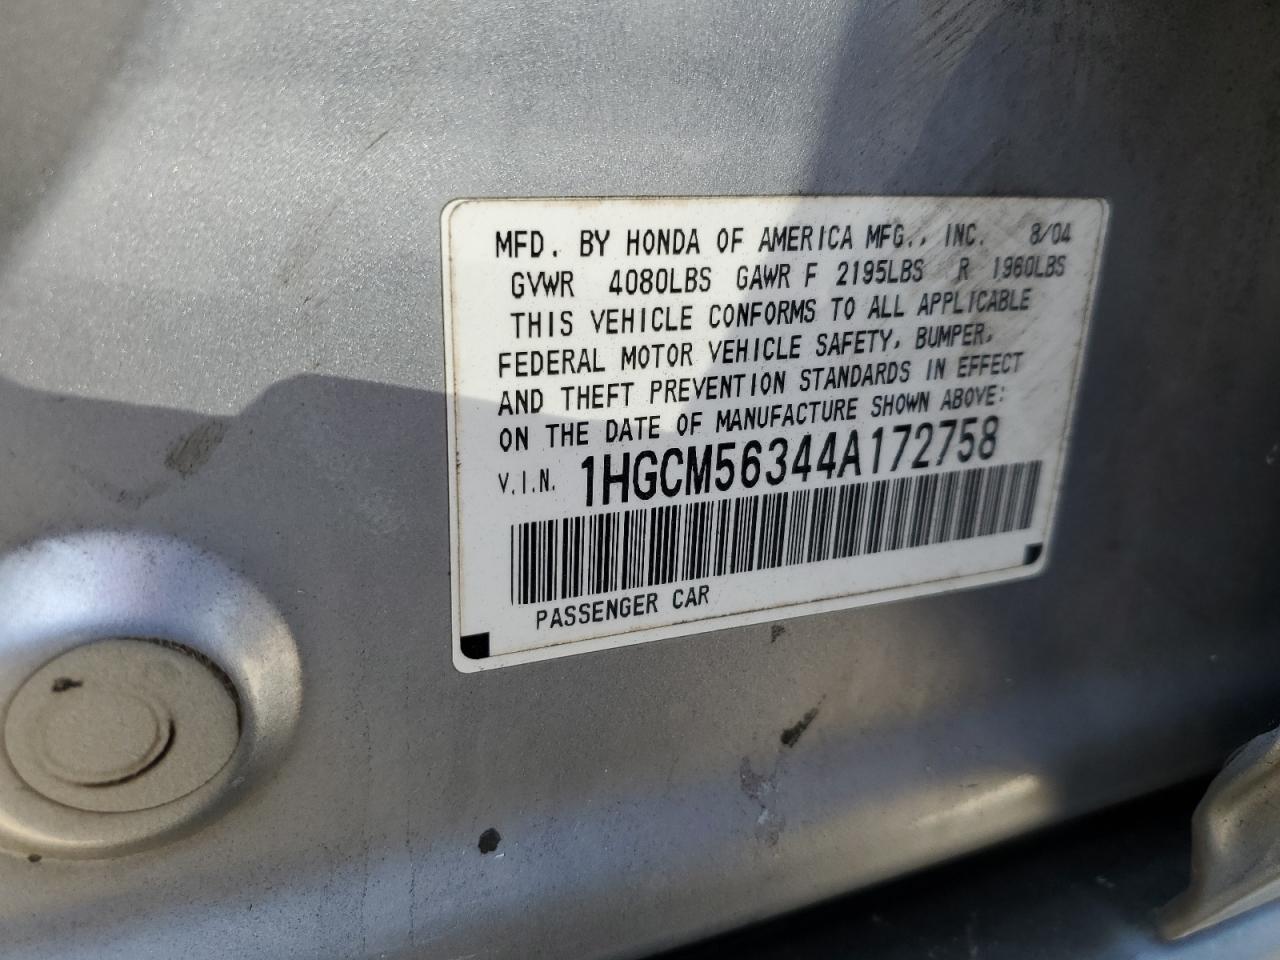 MFD. BY HONDA OF AMERICA MFG., INC. 8/04
GVWR 4080LBS GAWR F 2195LBS R 1960LBS
THIS VEHICLE CONFORMS TO ALL APPLICABLE
FEDERAL MOTOR VEHICLE SAFETY, BUMPER,
AND THEFT PREVENTION STANDARDS IN EFFECT
ON THE DATE OF MANUFACTURE SHOWN ABOVE:
V.I.N. 1HGCM56344A172758
PASSENGER CAR